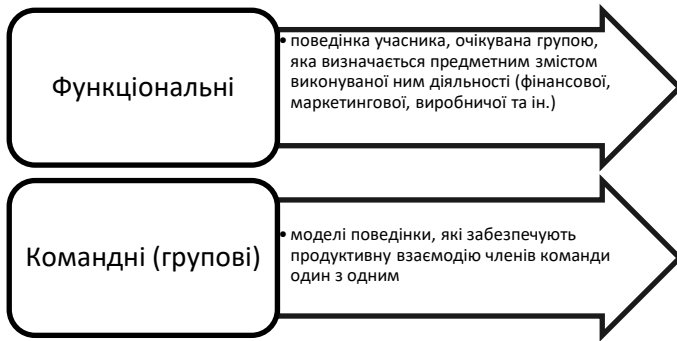 Функціональні
• поведінка учасника, очікувана групою,
яка визначається предметним змістом
виконуваної ним діяльності (фінансової,
маркетингової, виробничої та ін.)
Командні (групові)
• моделі поведінки, які забезпечують
продуктивну взаємодію членів команди
один з одним